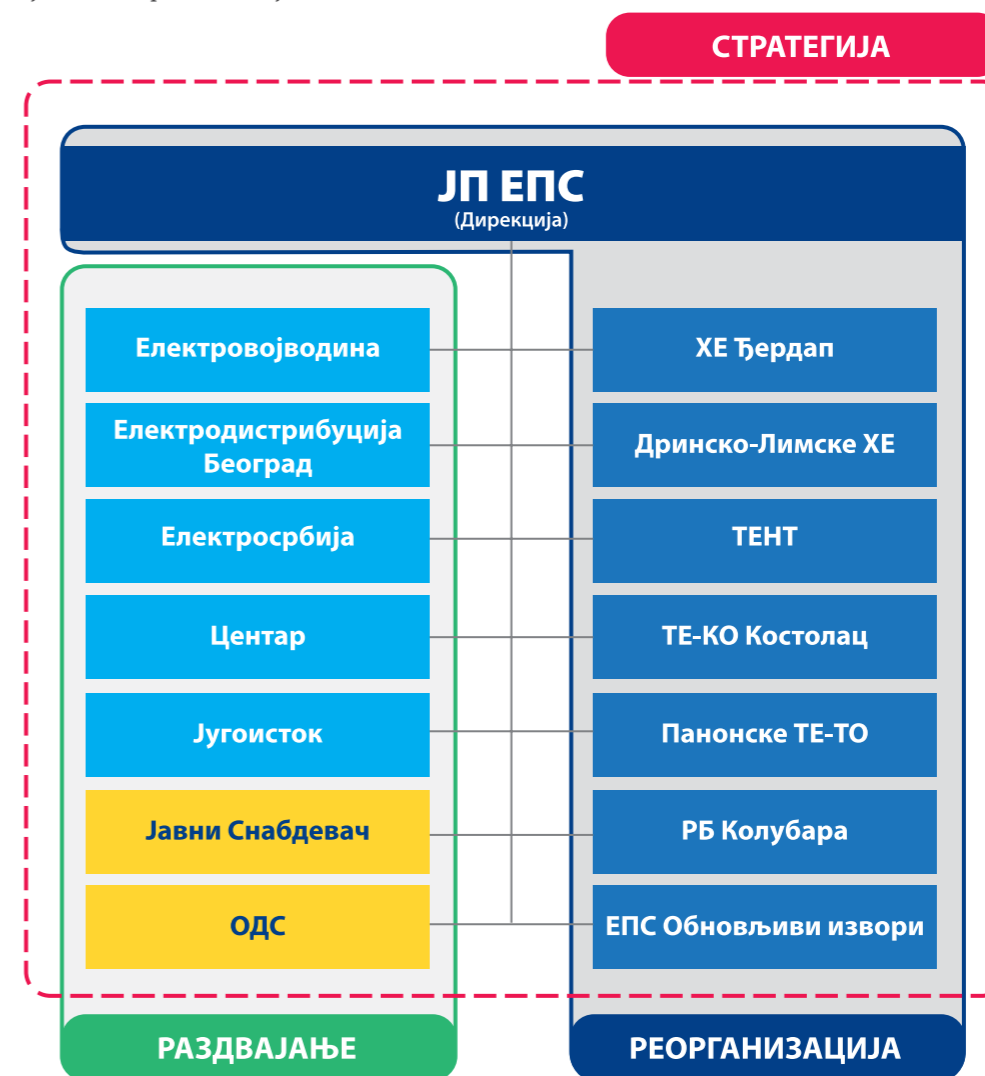 СТРАТЕГИЈА
ЈП ЕПС
(Дирекција)
Електровојводина
Електродистрибуција
Београд
Електросрбија
Центар
Југоисток
Јавни Снабдевач
ОДС
ХЕ Ђердап
Дринско-Лимске ХЕ
ТЕНТ
ТЕ-КО Костолац
Панонске ТЕ-ТО
РБ Колубара
ЕПС Обновљиви извори
РАЗДВАЈАЊЕ
РЕОРГАНИЗАЦИЈА